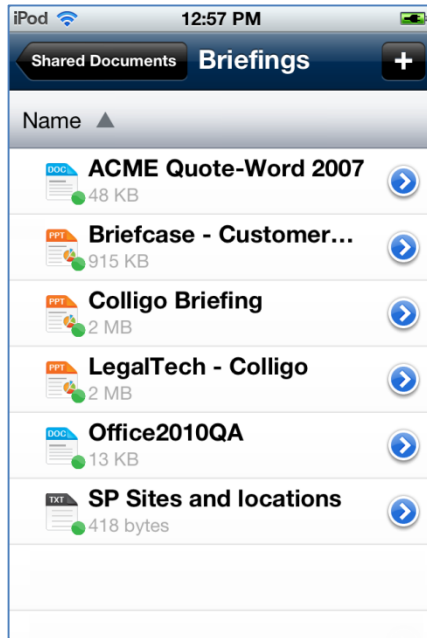 iPod 12:57 PM
Shared Documents Briefings +
Name
DOC ACME Quote-Word 2007
48 KB
PPT Briefcase - Customer...
915 KB
PPT Colligo Briefing
2 MB
PPT LegalTech - Colligo
2 MB
DOC Office2010QA
13 KB
TXT SP Sites and locations
418 bytes